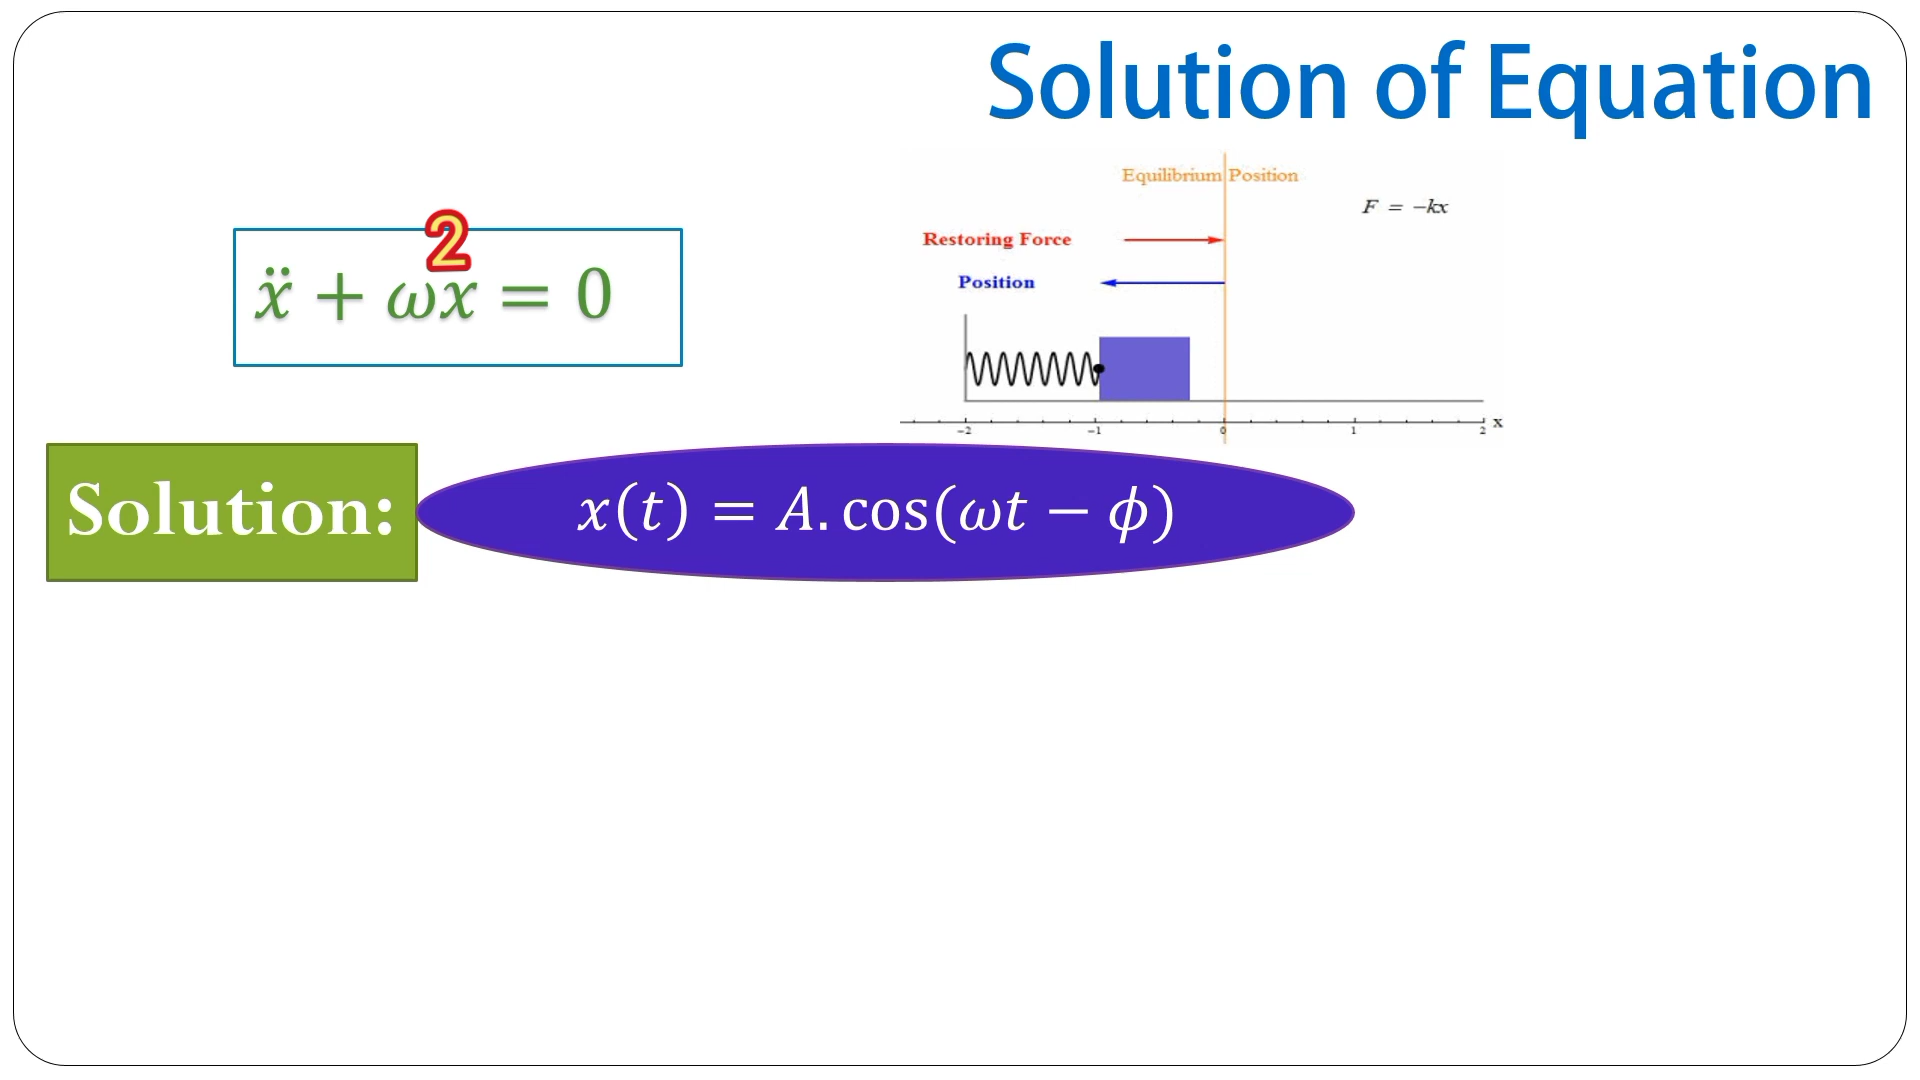 Solution of Equation
Equilibrium Position
F = −kx
2
ẍ + ωx = 0
Restoring Force
Position
−2 −1 0 1 2 x
Solution: x(t) = A. cos(ωt − ϕ)